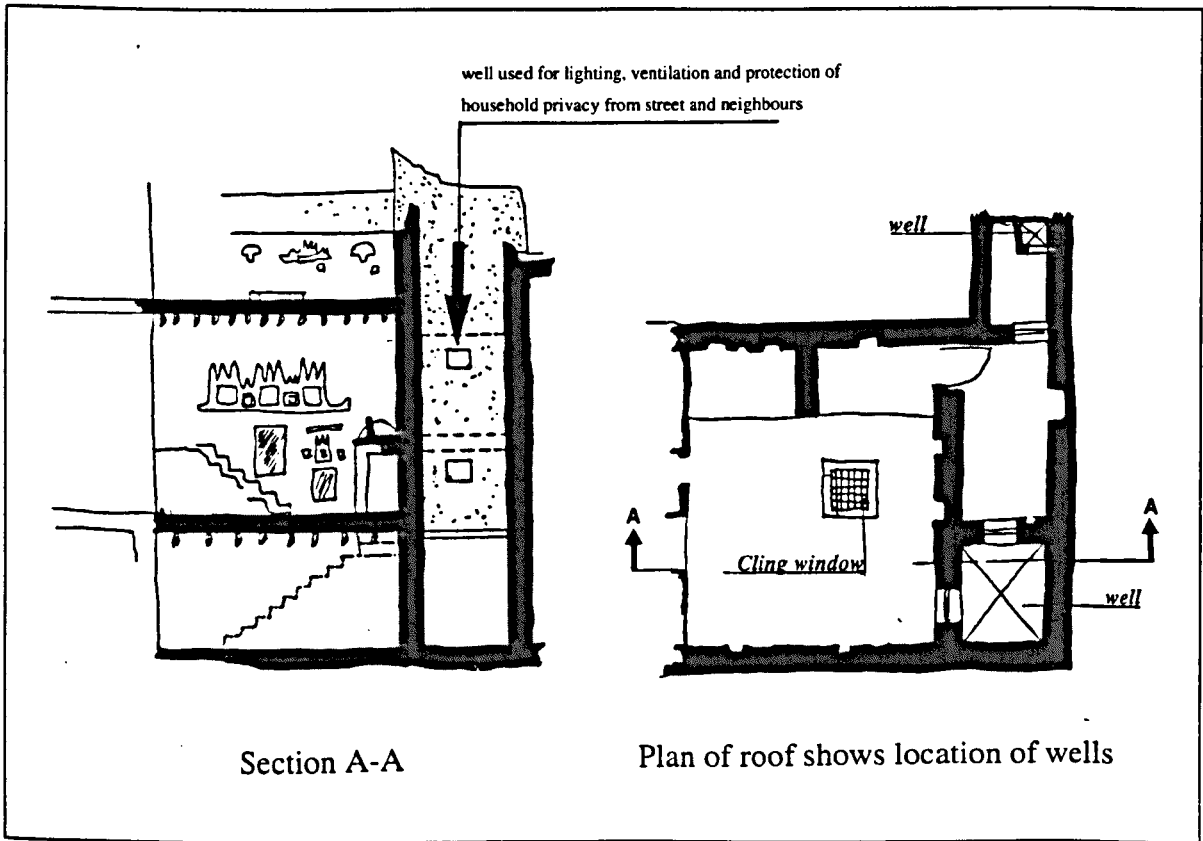 well used for lighting, ventilation and protection of
household privacy from street and neighbours
well
A
A
Cling window
well
Section A-A
Plan of roof shows location of wells